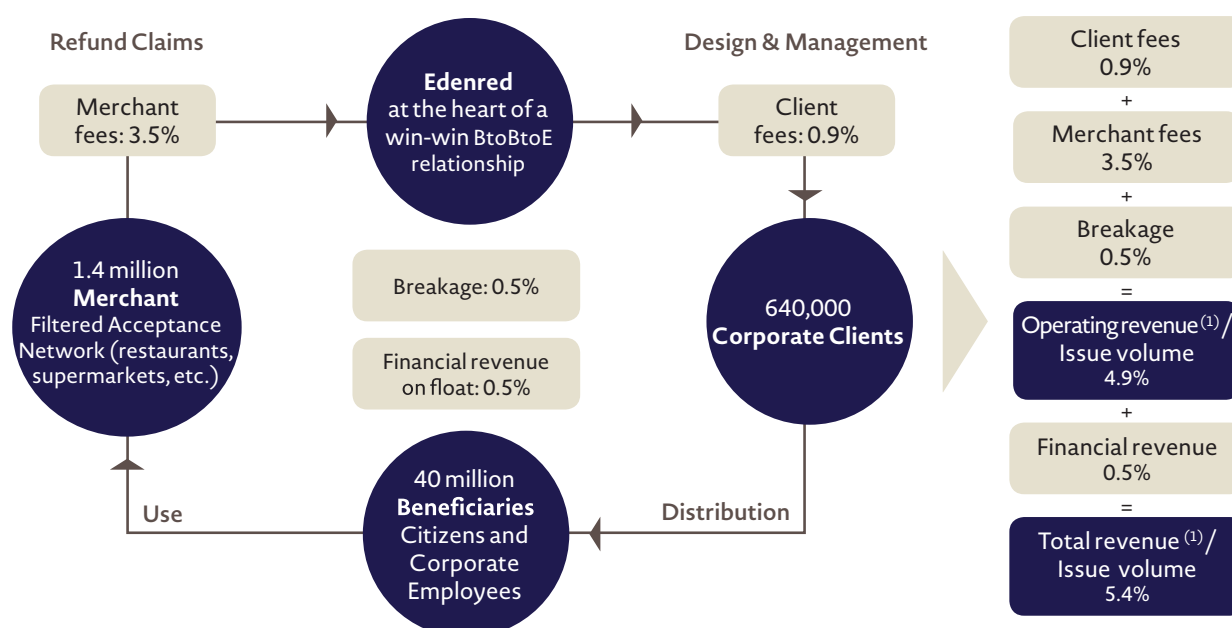 Refund Claims
Merchant
fees: 3.5%
Edenred
at the heart of a
win-win BtoBtoE
relationship
Design & Management
Client
fees: 0.9%
1.4 million
Merchant
Filtered Acceptance
Network (restaurants,
supermarkets, etc.)
Breakage: 0.5%
Financial revenue
on float: 0.5%
640,000
Corporate Clients
40 million
Beneficiaries
Citizens and
Corporate
Employees
Use
Distribution
Client fees
0.9%
+
Merchant fees
3.5%
+
Breakage
0.5%
=
Operating revenue (1) /
Issue volume
4.9%
+
Financial revenue
0.5%
=
Total revenue (1) /
Issue volume
5.4%